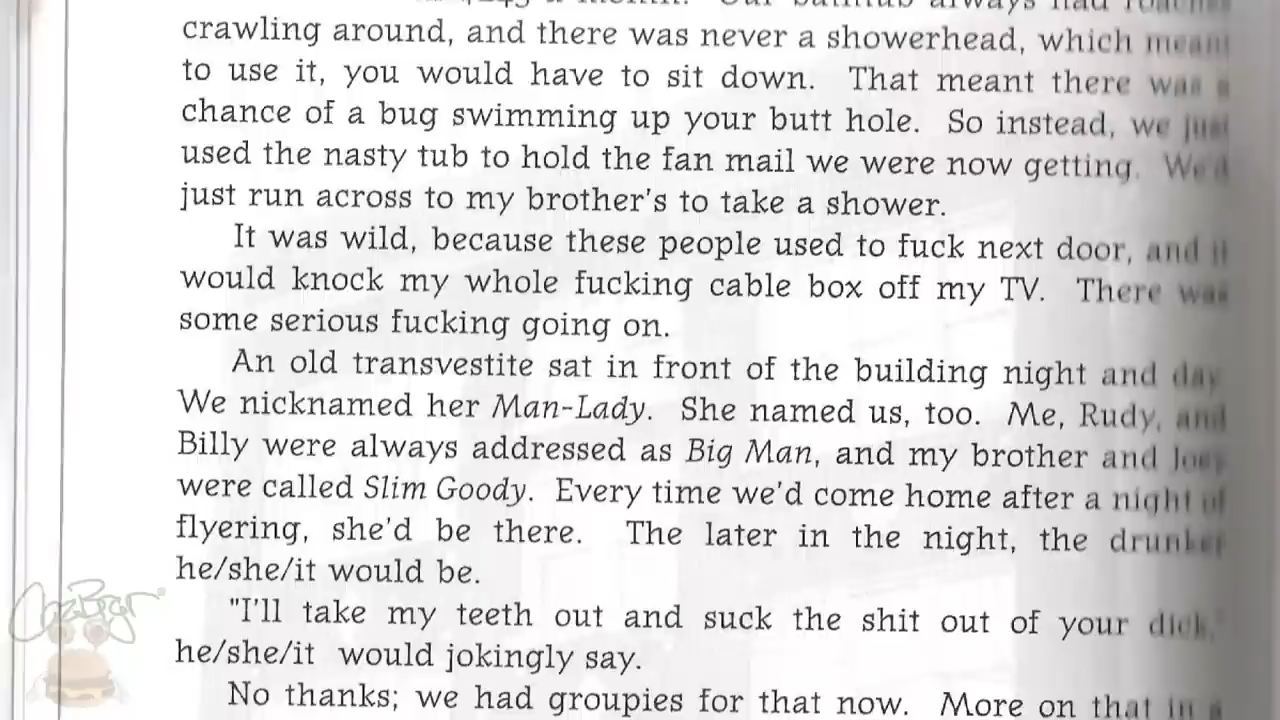 crawling around, and there was never a showerhead, which meant
to use it, you would have to sit down. That meant there was a
chance of a bug swimming up your butt hole. So instead, we just
used the nasty tub to hold the fan mail we were now getting. We'd
just run across to my brother's to take a shower.
It was wild, because these people used to fuck next door, and it
would knock my whole fucking cable box off my TV. There was
some serious fucking going on.
An old transvestite sat in front of the building night and day
We nicknamed her Man-Lady. She named us, too. Me, Rudy, and
Billy were always addressed as Big Man, and my brother and Joey
were called Slim Goody. Every time we'd come home after a night of
flyering, she'd be there. The later in the night, the drunker
he/she/it would be.
"I'll take my teeth out and suck the shit out of your dick,"
he/she/it would jokingly say.
No thanks; we had groupies for that now. More on that in a